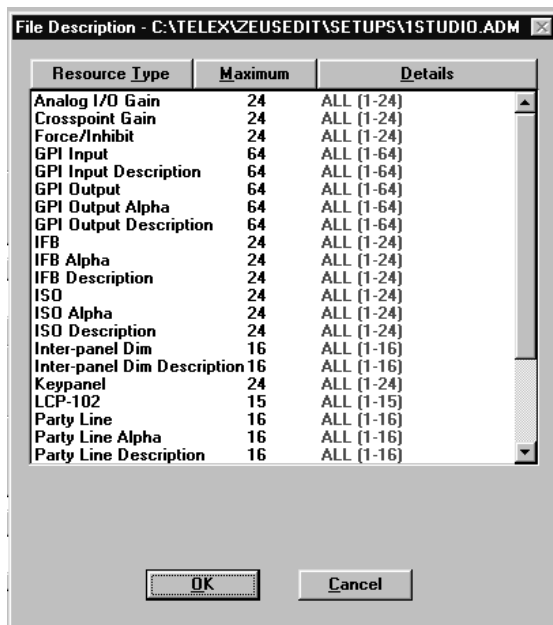 File Description - C:\TELEX\ZEUSEDIT\SETUPS\1STUDIO.ADM
Resource Type Maximum Details
Analog I/O Gain 24 ALL (1-24)
Crosspoint Gain 24 ALL (1-24)
Force/Inhibit 24 ALL (1-24)
GPI Input 64 ALL (1-64)
GPI Input Description 64 ALL (1-64)
GPI Output 64 ALL (1-64)
GPI Output Alpha 64 ALL (1-64)
GPI Output Description 64 ALL (1-64)
IFB 24 ALL (1-24)
IFB Alpha 24 ALL (1-24)
IFB Description 24 ALL (1-24)
ISO 24 ALL (1-24)
ISO Alpha 24 ALL (1-24)
ISO Description 24 ALL (1-24)
Inter-panel Dim 16 ALL (1-16)
Inter-panel Dim Description 16 ALL (1-16)
Keypanel 24 ALL (1-24)
LCP-102 15 ALL (1-15)
Party Line 16 ALL (1-16)
Party Line Alpha 16 ALL (1-16)
Party Line Description 16 ALL (1-16)
OK Cancel